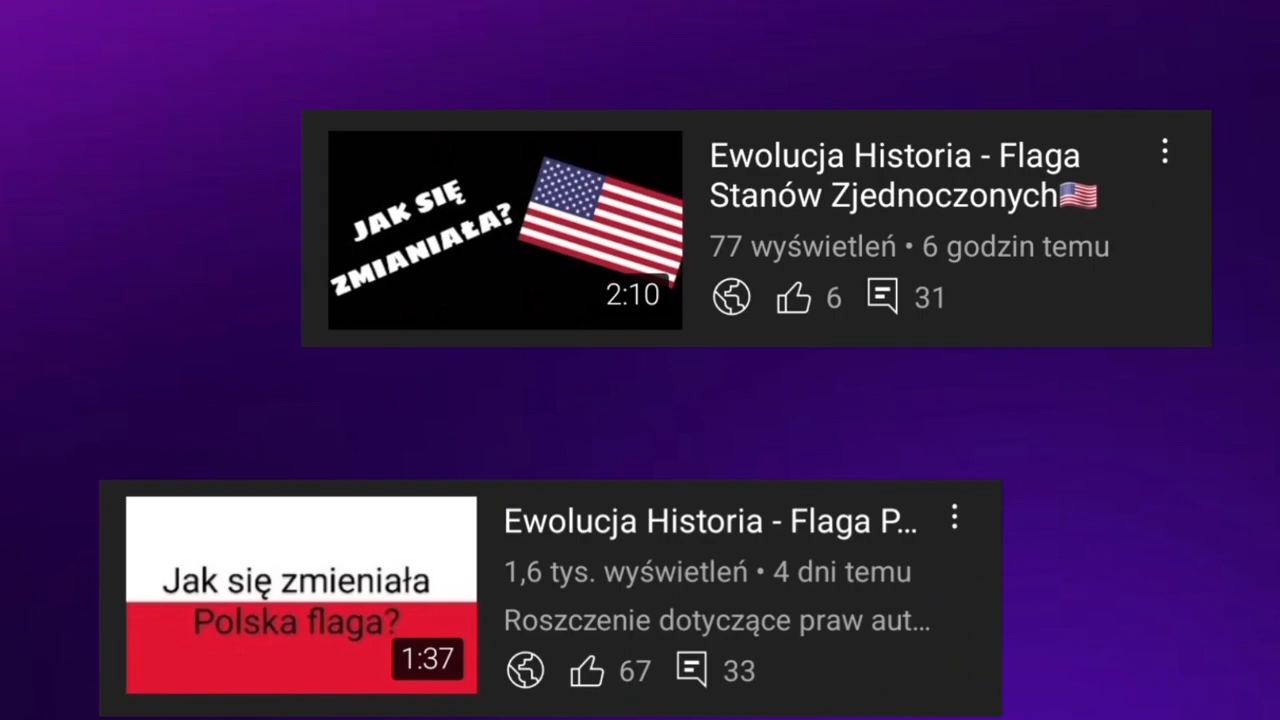 JAK SIĘ
ZMIANIAŁA?
2:10
Ewolucja Historia - Flaga
Stanów Zjednoczonych🇺🇸
77 wyświetleń • 6 godzin temu
6 31
Jak się zmieniała
Polska flaga?
1:37
Ewolucja Historia - Flaga P...
1,6 tys. wyświetleń • 4 dni temu
Roszczenie dotyczące praw aut...
67 33